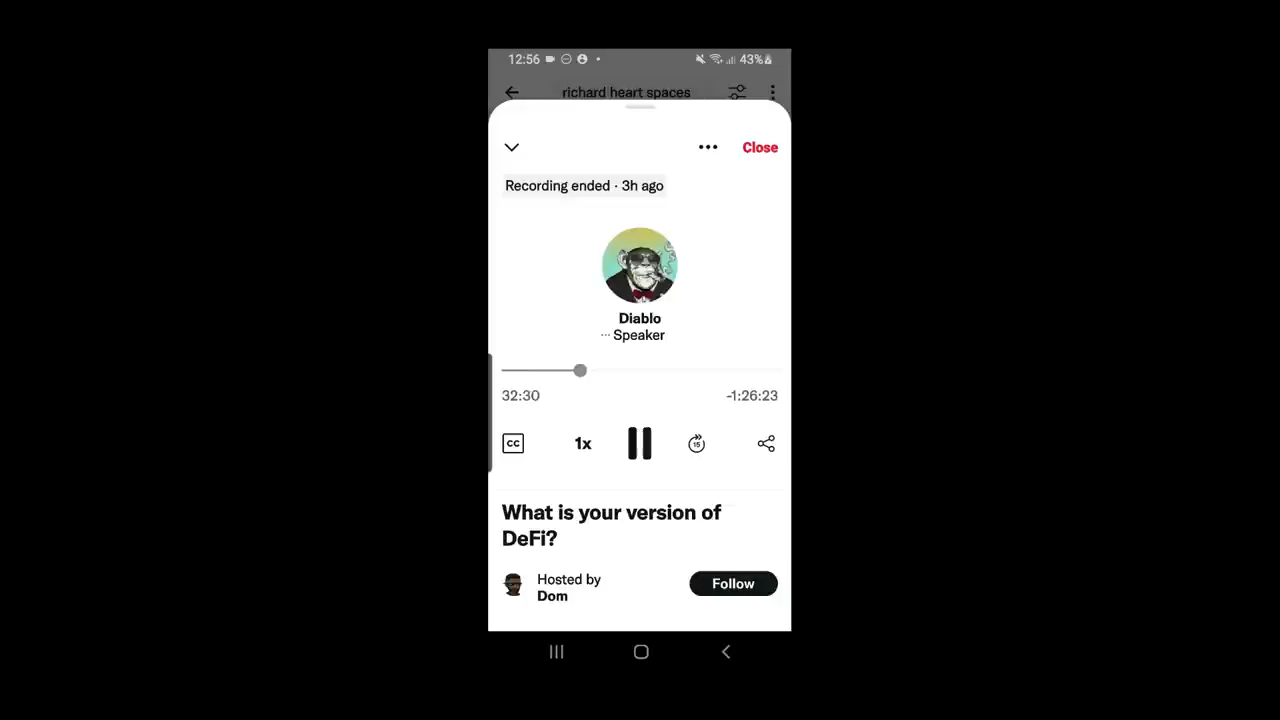 12:56
43%
richard heart spaces
Close
Recording ended · 3h ago
Diablo
Speaker
32:30
-1:26:23
CC
1x
15
What is your version of
DeFi?
Hosted by
Dom
Follow